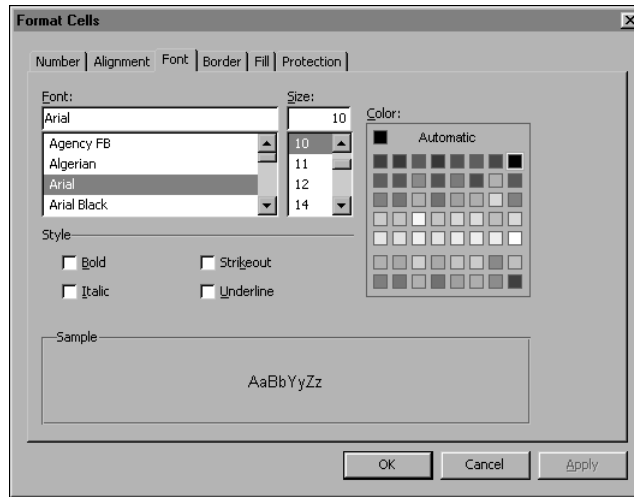 Format Cells
Number Alignment Font Border Fill Protection
Font:
Arial
Agency FB
Algerian
Arial
Arial Black
Size:
10
10
11
12
14
Color:
Automatic
Style
Bold
Strikeout
Italic
Underline
Sample
AaBbYyZz
OK Cancel Apply